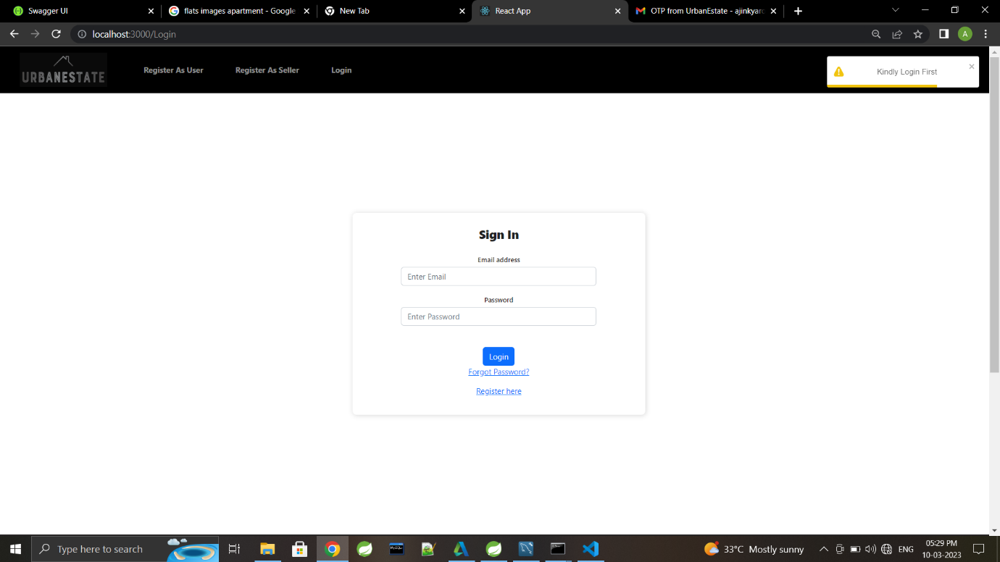 Swagger UI
flats images apartment - Google
New Tab
React App
OTP from UrbanEstate - ajinkyaro
localhost:3000/Login
A
URBANESTATE
Register As User
Register As Seller
Login
Kindly Login First
Sign In
Email address
Enter Email
Password
Enter Password
Login
Forgot Password?
Register here
Type here to search
33°C Mostly sunny
ENG
05:29 PM
10-03-2023